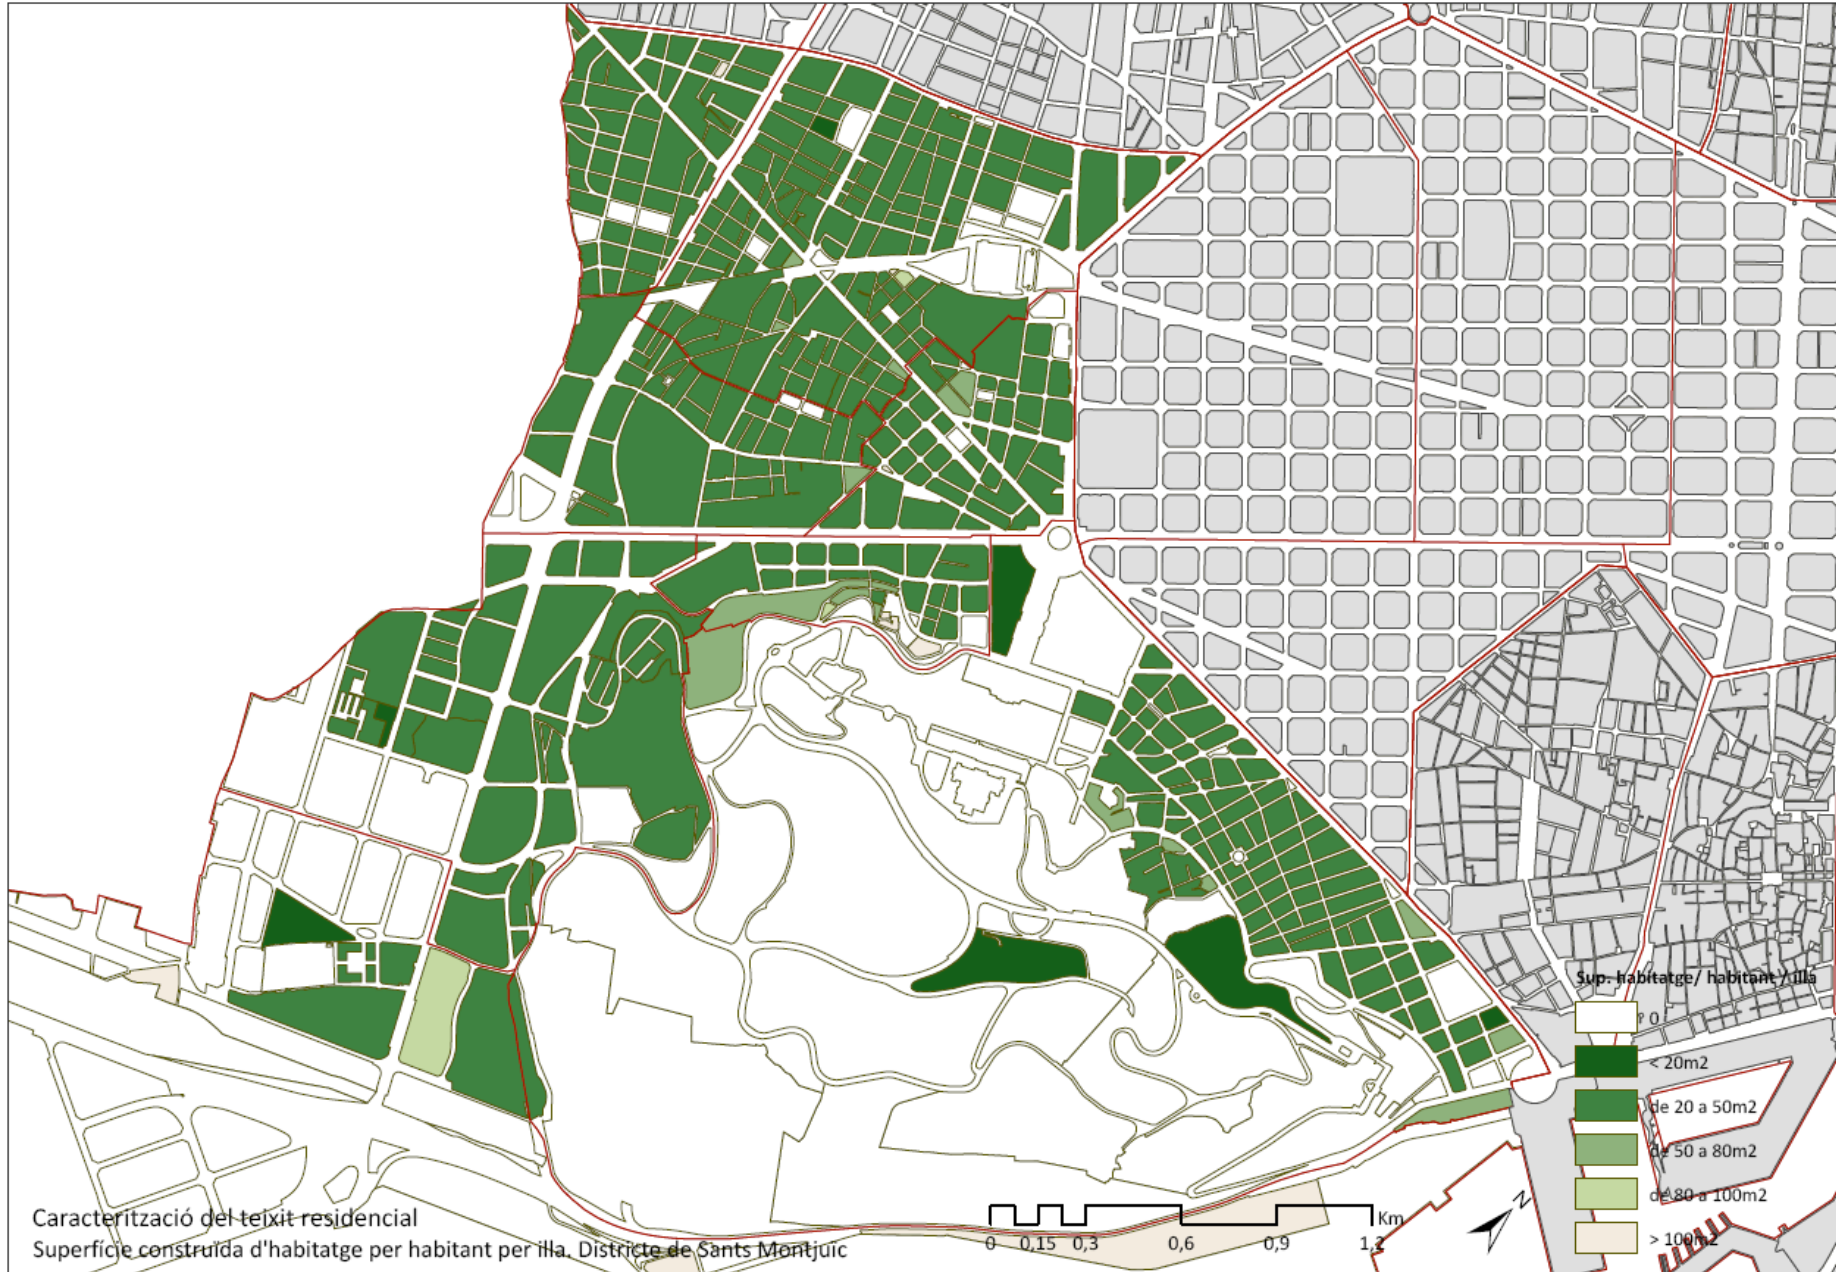 Sup. habitatge/ habitant / illa
0
< 20m2
de 20 a 50m2
de 50 a 80m2
de 80 a 100m2
> 100m2
N
Km
0 0,15 0,3 0,6 0,9 1,2
Caracterització del teixit residencial
Superfície construïda d'habitatge per habitant per illa. Districte de Sants Montjuïc